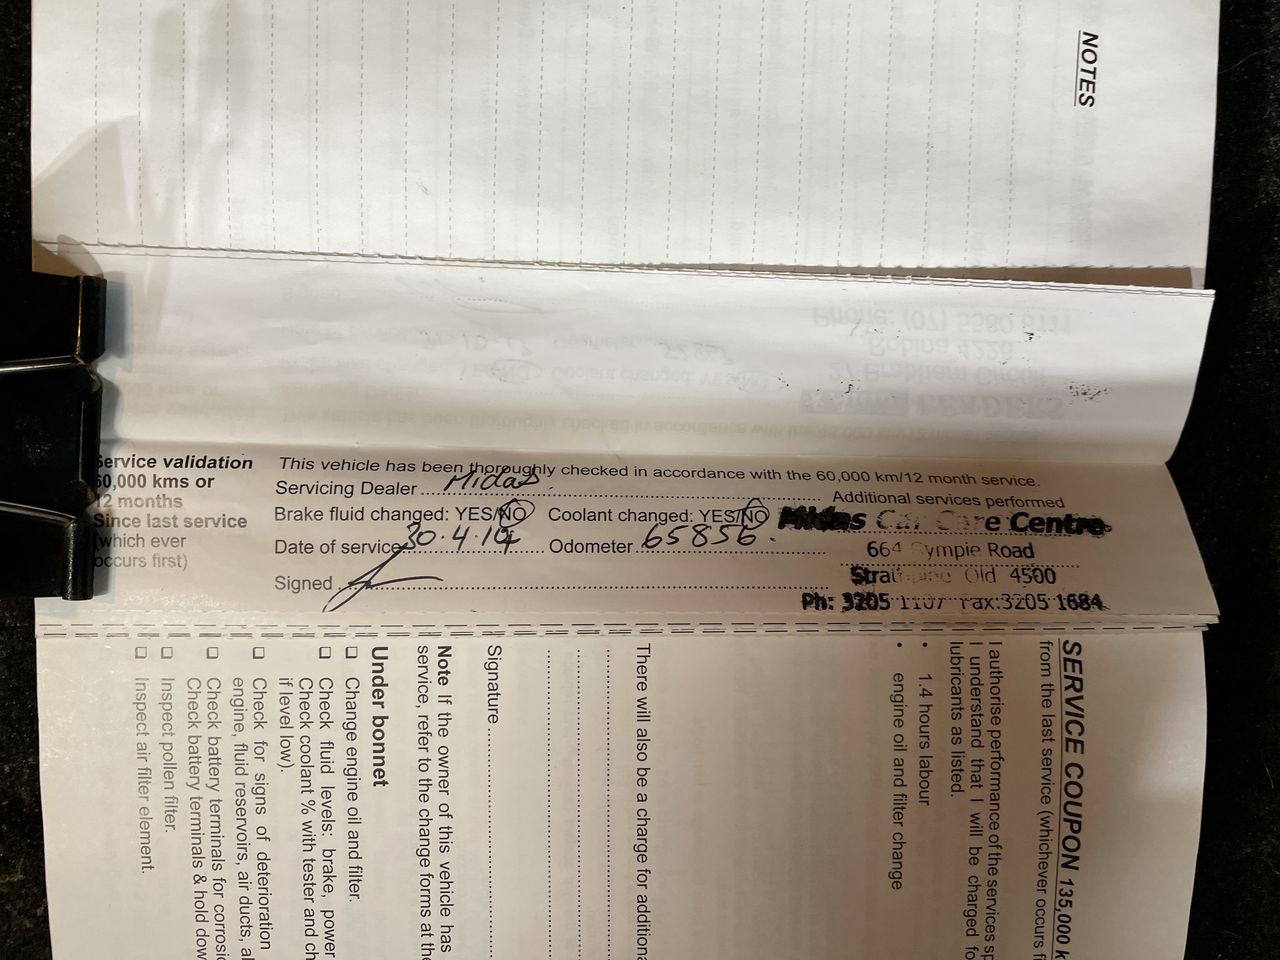 NOTES
Service validation
60,000 kms or
12 months
Since last service
(which ever
occurs first)
This vehicle has been thoroughly checked in accordance with the 60,000 km/12 month service.
Servicing Dealer Midas.
Additional services performed
Brake fluid changed: YES/NO Coolant changed: YES/NO
Date of service 30.4.14 Odometer 65856.
Signed
Midas Car Care Centre
664 Gympie Road
Strathpine Qld 4500
Ph: 3205 1107 Fax:3205 1684
SERVICE COUPON 135,000 k
from the last service (whichever occurs fi
I authorise performance of the services sp
I understand that I will be charged fo
lubricants as listed.
• 1.4 hours labour
• engine oil and filter change
There will also be a charge for additiona
Signature
Note If the owner of this vehicle has
service, refer to the change forms at the
Under bonnet
❑ Change engine oil and filter.
❑ Check fluid levels: brake, power
Check coolant % with tester and ch
if level low).
❑ Check for signs of deterioration
engine, fluid reservoirs, air ducts, al
❑ Check battery terminals for corrosio
Check battery terminals & hold dow
❑ Inspect pollen filter.
❑ Inspect air filter element.